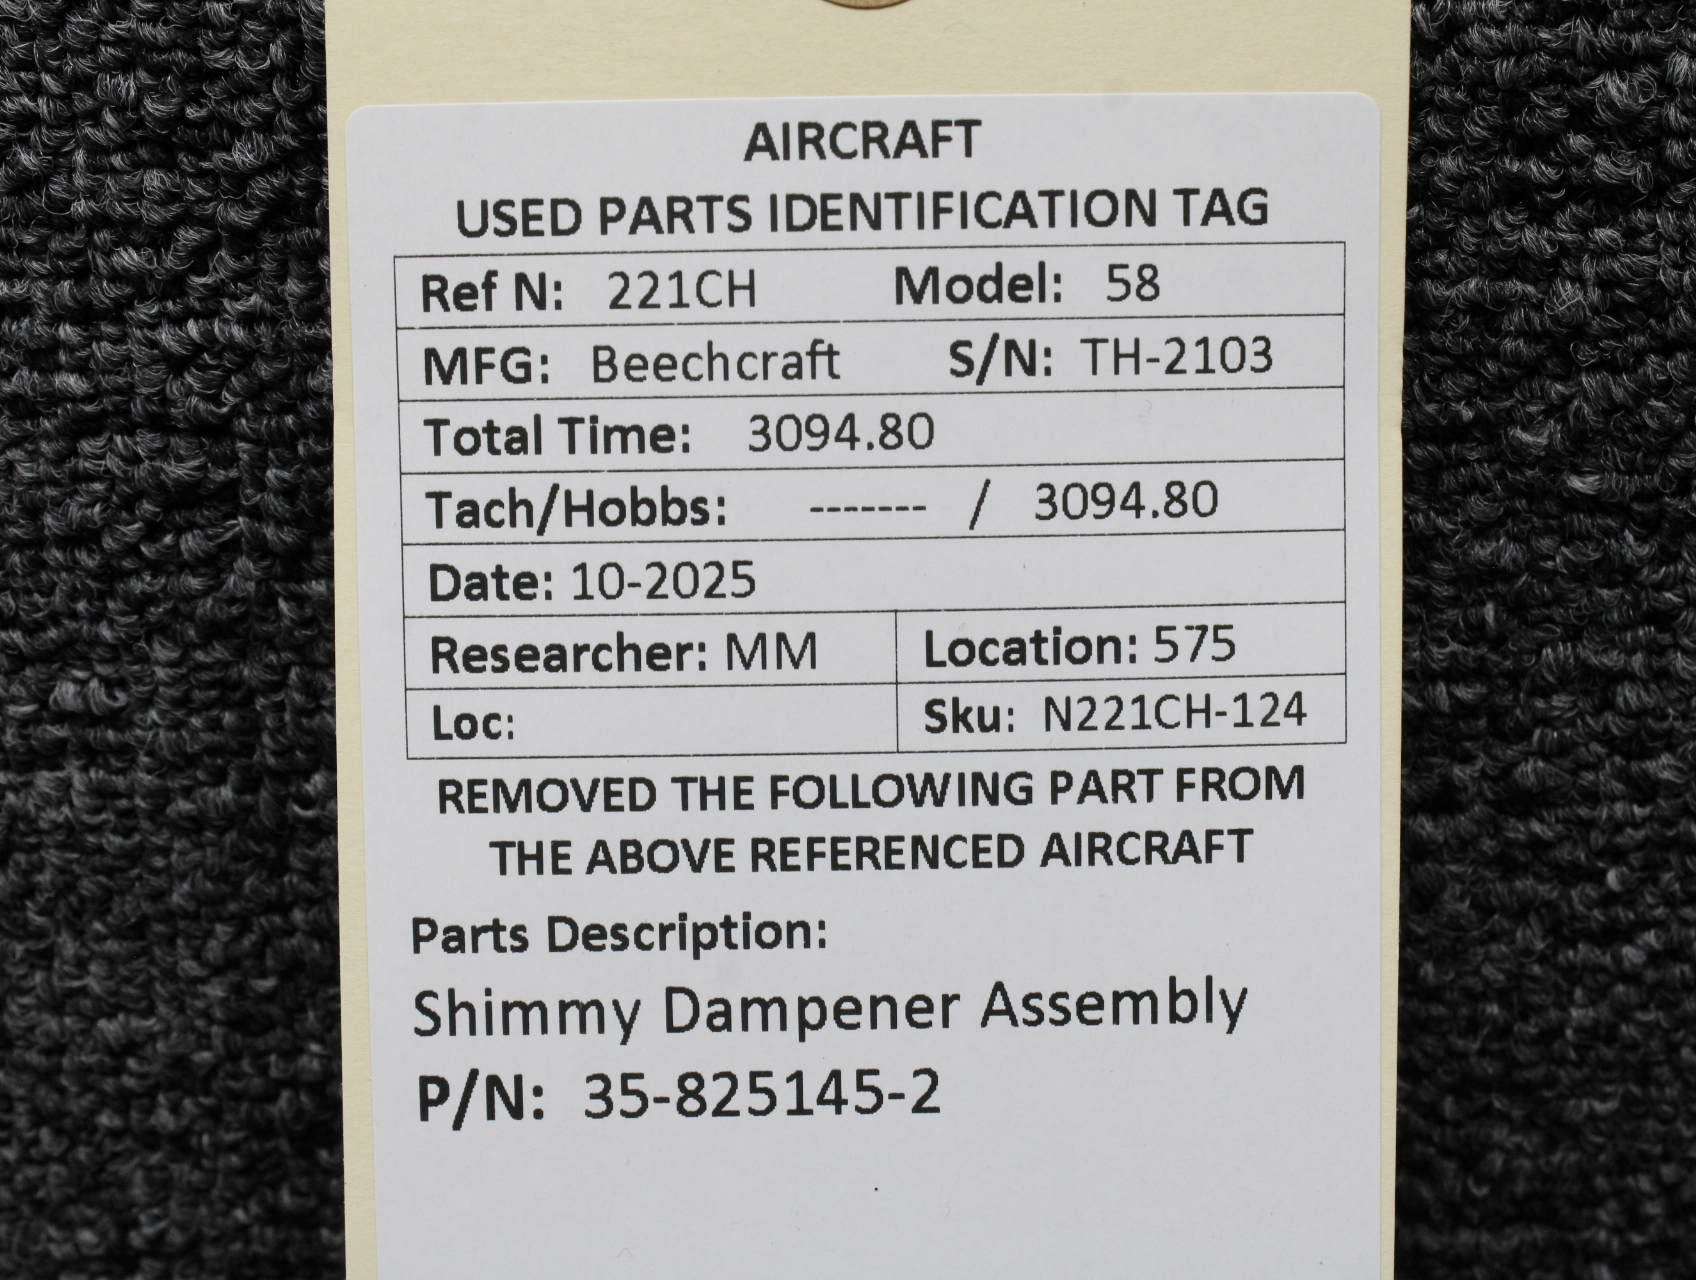 AIRCRAFT
USED PARTS IDENTIFICATION TAG
Ref N: 221CH Model: 58
MFG: Beechcraft S/N: TH-2103
Total Time: 3094.80
Tach/Hobbs: ------- / 3094.80
Date: 10-2025
Researcher: MM Location: 575
Loc: Sku: N221CH-124
REMOVED THE FOLLOWING PART FROM
THE ABOVE REFERENCED AIRCRAFT
Parts Description:
Shimmy Dampener Assembly
P/N: 35-825145-2